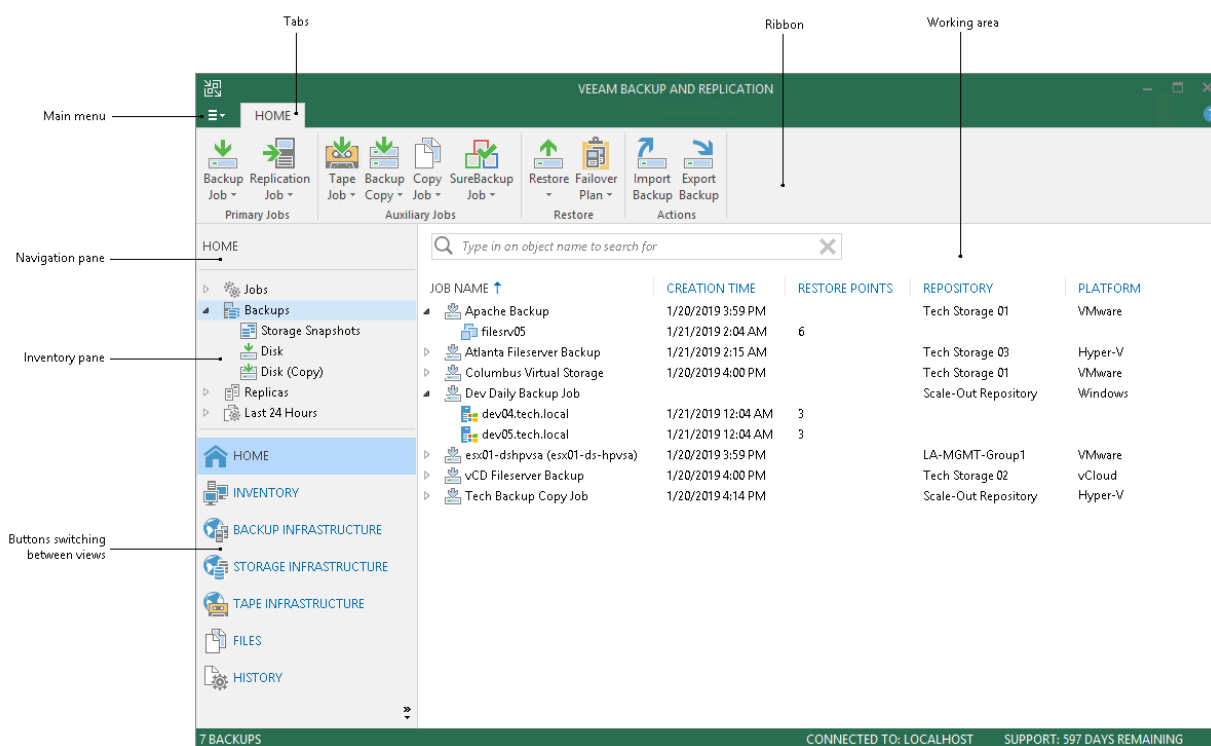 Tabs
Ribbon
Working area
VEEAM BACKUP AND REPLICATION
Main menu
HOME
Backup Job
Replication Job
Tape Job
Backup Copy
Copy Job
SureBackup Job
Restore
Failover Plan
Import Backup
Export Backup
Primary Jobs
Auxiliary Jobs
Restore
Actions
Navigation pane
HOME
Type in an object name to search for
Jobs
Backups
Storage Snapshots
Inventory pane
Disk
Disk (Copy)
Replicas
Last 24 Hours
JOB NAME CREATION TIME RESTORE POINTS REPOSITORY PLATFORM
Apache Backup 1/20/2019 3:59 PM Tech Storage 01 VMware
filesrv05 1/21/2019 2:04 AM 6
Atlanta Fileserver Backup 1/21/2019 2:15 AM Tech Storage 03 Hyper-V
Columbus Virtual Storage 1/20/2019 4:00 PM Tech Storage 01 VMware
Dev Daily Backup Job Scale-Out Repository Windows
dev04.tech.local 1/21/2019 12:04 AM 3
dev05.tech.local 1/21/2019 12:04 AM 3
esx01-dshpvsa (esx01-ds-hpvsa) 1/20/2019 3:59 PM LA-MGMT-Group1 VMware
vCD Fileserver Backup 1/20/2019 4:00 PM Tech Storage 02 vCloud
Tech Backup Copy Job 1/20/2019 4:14 PM Scale-Out Repository Hyper-V
HOME
INVENTORY
Buttons switching
between views
BACKUP INFRASTRUCTURE
STORAGE INFRASTRUCTURE
TAPE INFRASTRUCTURE
FILES
HISTORY
7 BACKUPS
CONNECTED TO: LOCALHOST
SUPPORT: 597 DAYS REMAINING